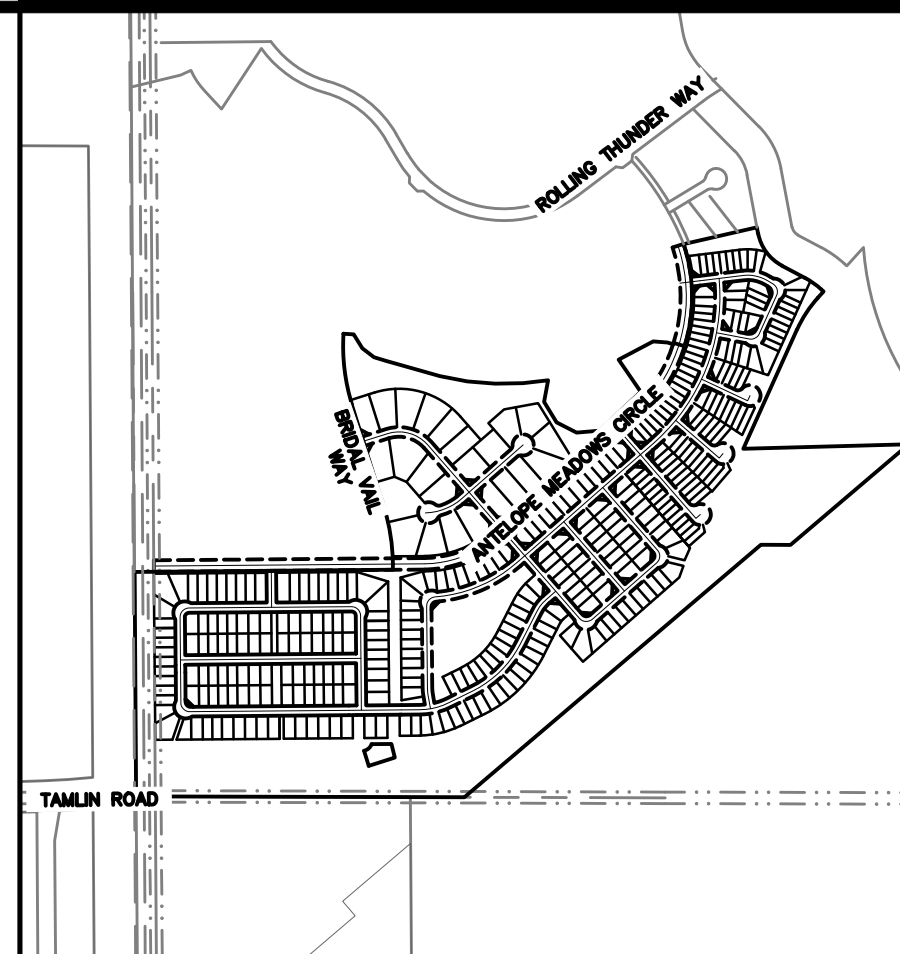 ROLLING THUNDER WAY
BRIDAL VAIL
WAY
ANTELOPE MEADOWS CIRCLE
TAMLIN ROAD